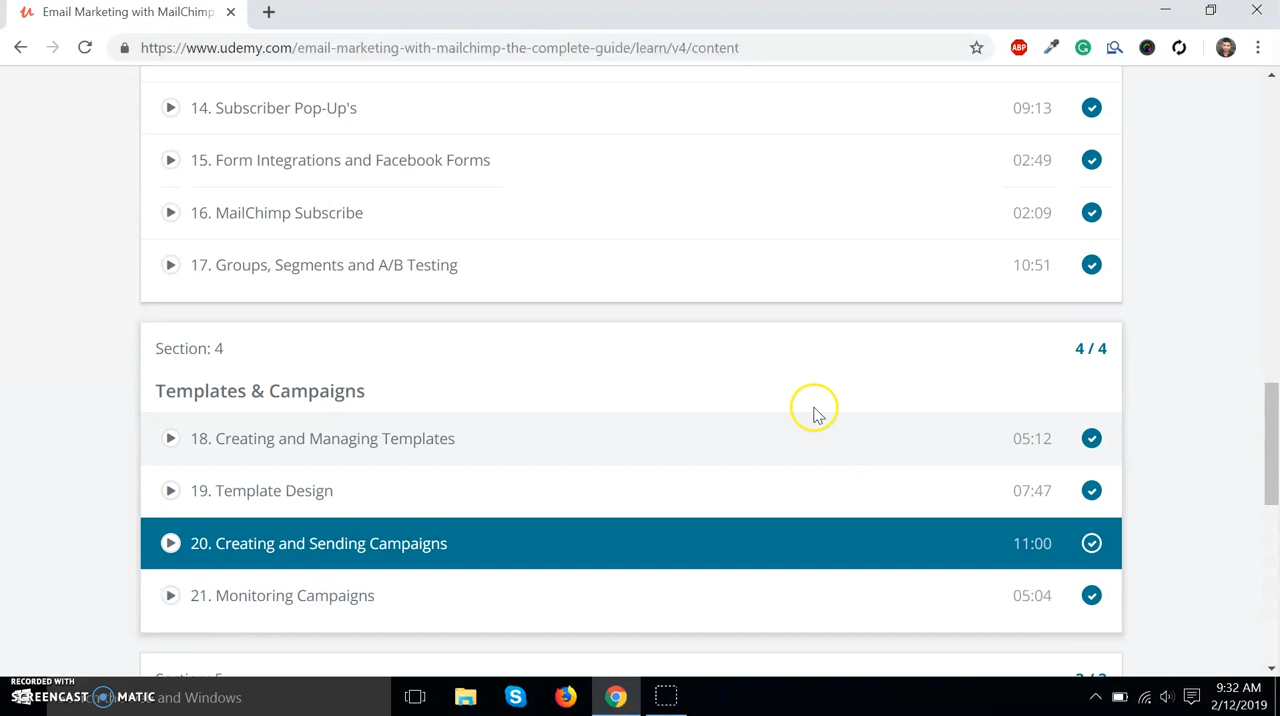 Email Marketing with MailChimp
https://www.udemy.com/email-marketing-with-mailchimp-the-complete-guide/learn/v4/content
ABP
14. Subscriber Pop-Up's 09:13
15. Form Integrations and Facebook Forms 02:49
16. MailChimp Subscribe 02:09
17. Groups, Segments and A/B Testing 10:51
Section: 4 4 / 4
Templates & Campaigns
18. Creating and Managing Templates 05:12
19. Template Design 07:47
20. Creating and Sending Campaigns 11:00
21. Monitoring Campaigns 05:04
RECORDED WITH
SCREENCAST MATIC
and Windows
9:32 AM
2/12/2019